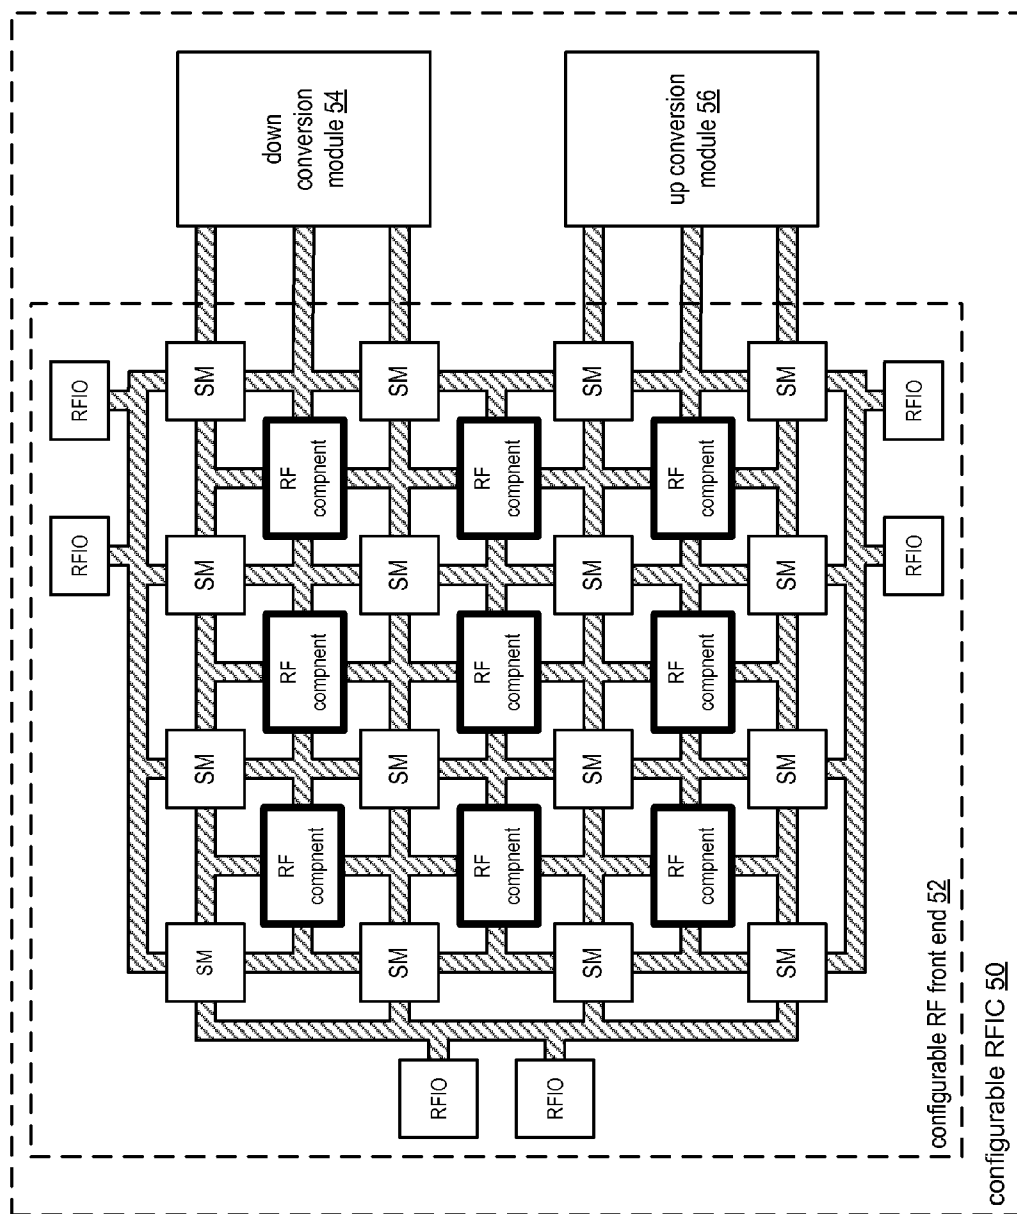 RFIO
RFIO
SM
SM
SM
SM
RF
compnent
RF
compnent
RF
compnent
down
conversion
module 54
SM
SM
SM
SM
RFIO
RF
compnent
RF
compnent
RF
compnent
RFIO
SM
SM
SM
SM
RF
compnent
RF
compnent
RF
compnent
up conversion
module 56
SM
SM
SM
SM
RFIO
RFIO
configurable RF front end 52
configurable RFIC 50